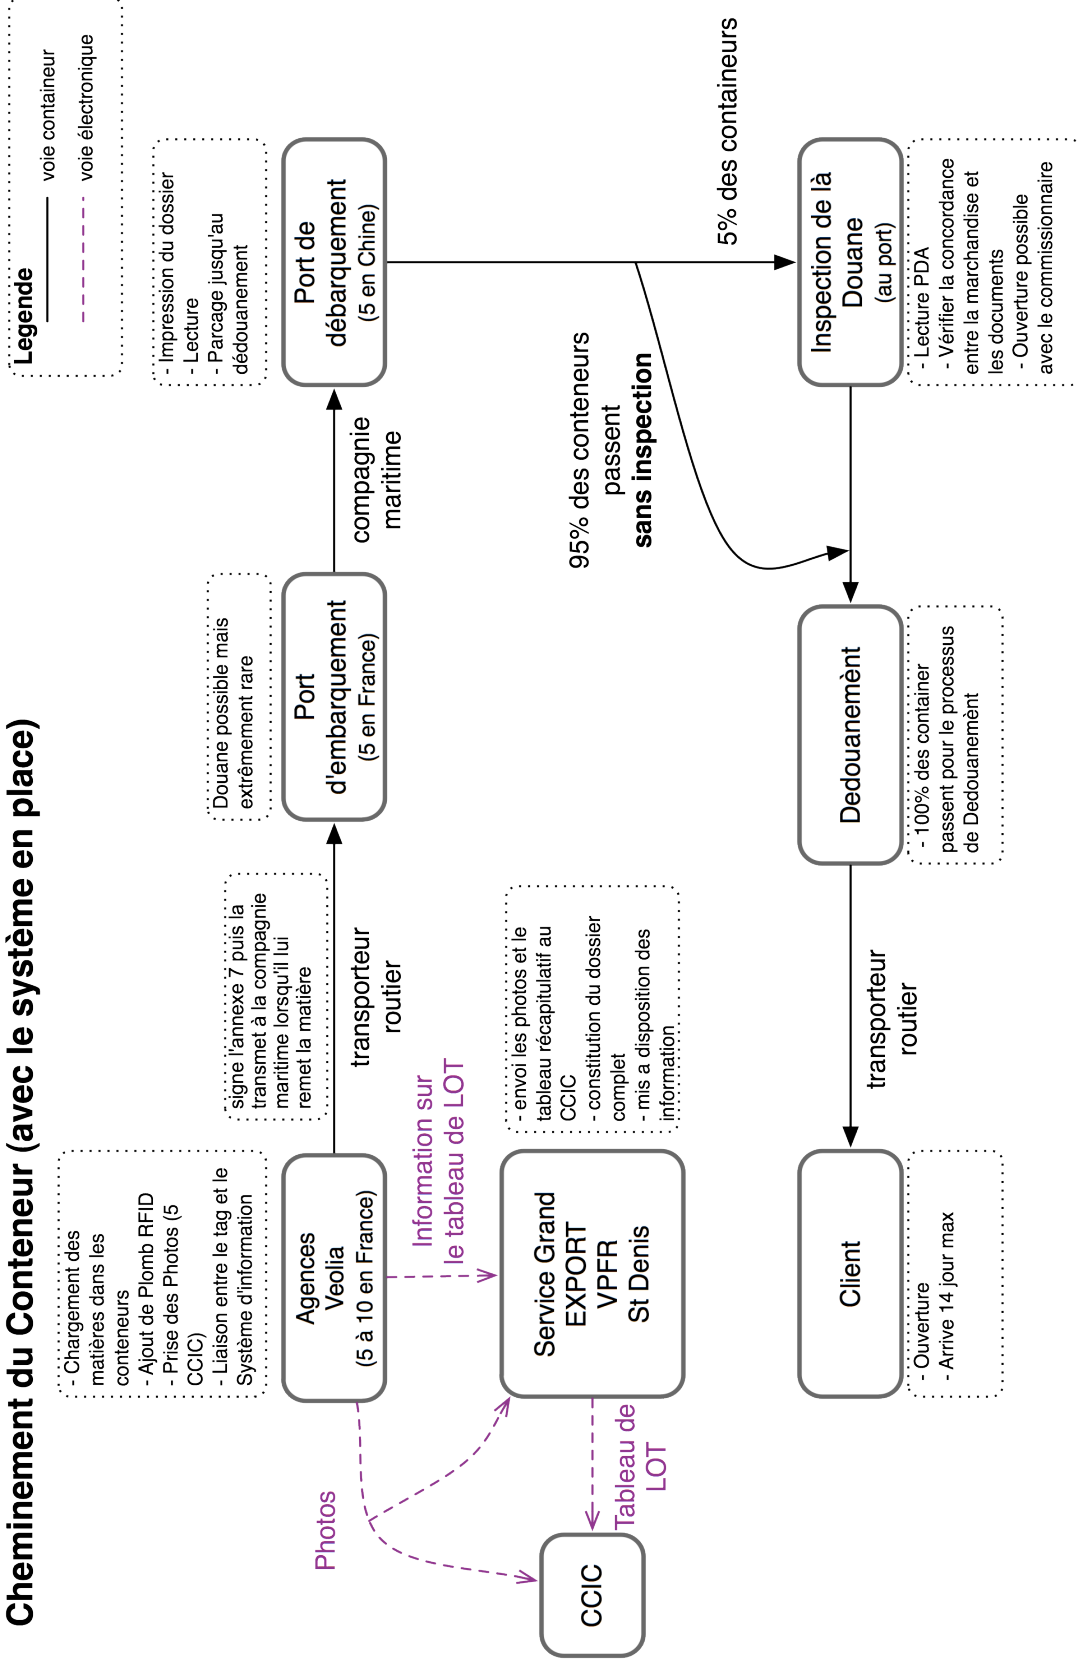 Cheminement du Conteneur (avec le système en place)
Legende
voie containeur
voie électronique
- Chargement des
matières dans les
conteneurs
- Ajout de Plomb RFID
- Prise des Photos (5
CCIC)
- Liaison entre le tag et le
Système d'information
Agences
Veolia
(5 à 10 en France)
signe l'annexe 7 puis la
transmet à la compagnie
maritime lorsqu'il lui
remet la matière
transporteur
routier
Douane possible mais
extrêmement rare
Port
d'embarquement
(5 en France)
compagnie
maritime
- Impression du dossier
- Lecture
- Parcage jusqu'au
dédouanement
Port de
débarquement
(5 en Chine)
Photos
Information sur
le tableau de LOT
Service Grand
EXPORT
VPFR
St Denis
- envoi les photos et le
tableau récapitulatif au
CCIC
- constitution du dossier
complet
- mis a disposition des
information
Tableau de
LOT
CCIC
95% des conteneurs
passent
sans inspection
5% des containeurs
Inspection de là
Douane
(au port)
- Lecture PDA
- Vérifier la concordance
entre la marchandise et
les documents
- Ouverture possible
avec le commissionnaire
Dedouanemènt
- 100% des container
passent pour le processus
de Dedouanemènt
transporteur
routier
Client
- Ouverture
- Arrive 14 jour max